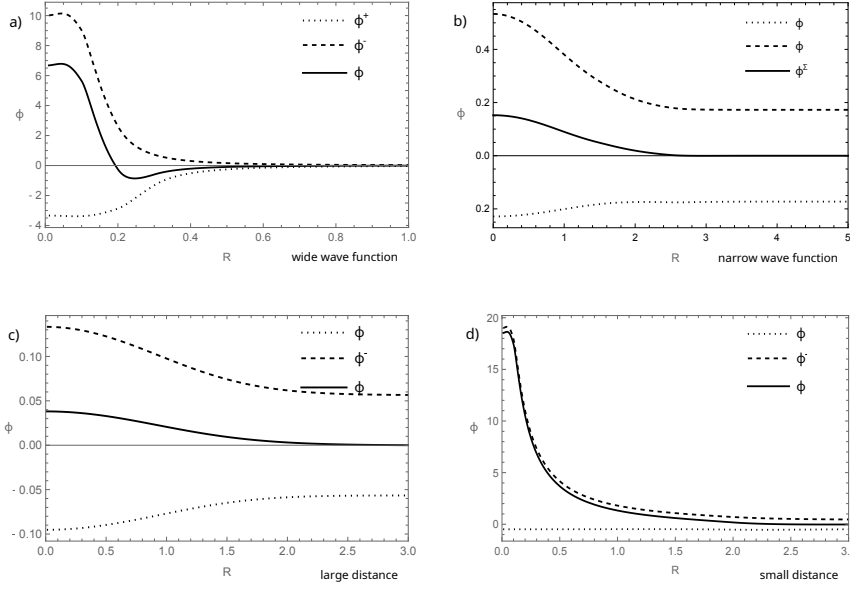 a)
ϕ⁺
ϕ⁻
ϕ
ϕ
10
8
6
4
2
0
- 2
- 4
0.0 0.2 0.4 0.6 0.8 1.0
R
wide wave function
b)
ϕ
ϕ
ϕ^Σ
ϕ
0.4
0.2
0.0
0.2
0 1 2 3 4 5
R
narrow wave function
c)
ϕ
ϕ⁻
ϕ
ϕ
0.10
0.05
0.00
- 0.05
- 0.10
0.0 0.5 1.0 1.5 2.0 2.5 3.0
R
large distance
d)
ϕ
ϕ⁻
ϕ
ϕ
20
15
10
5
0
0.0 0.5 1.0 1.5 2.0 2.5 3.
R
small distance